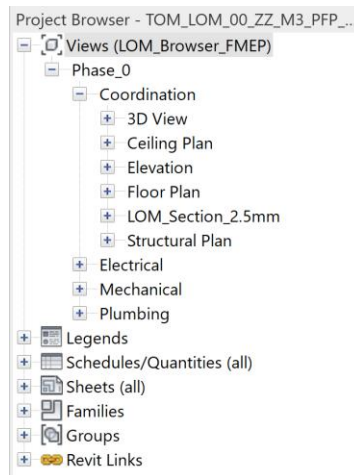 Project Browser - TOM_LOM_00_ZZ_M3_PFP_...
Views (LOM_Browser_FMEP)
Phase_0
Coordination
3D View
Ceiling Plan
Elevation
Floor Plan
LOM_Section_2.5mm
Structural Plan
Electrical
Mechanical
Plumbing
Legends
Schedules/Quantities (all)
Sheets (all)
Families
Groups
Revit Links